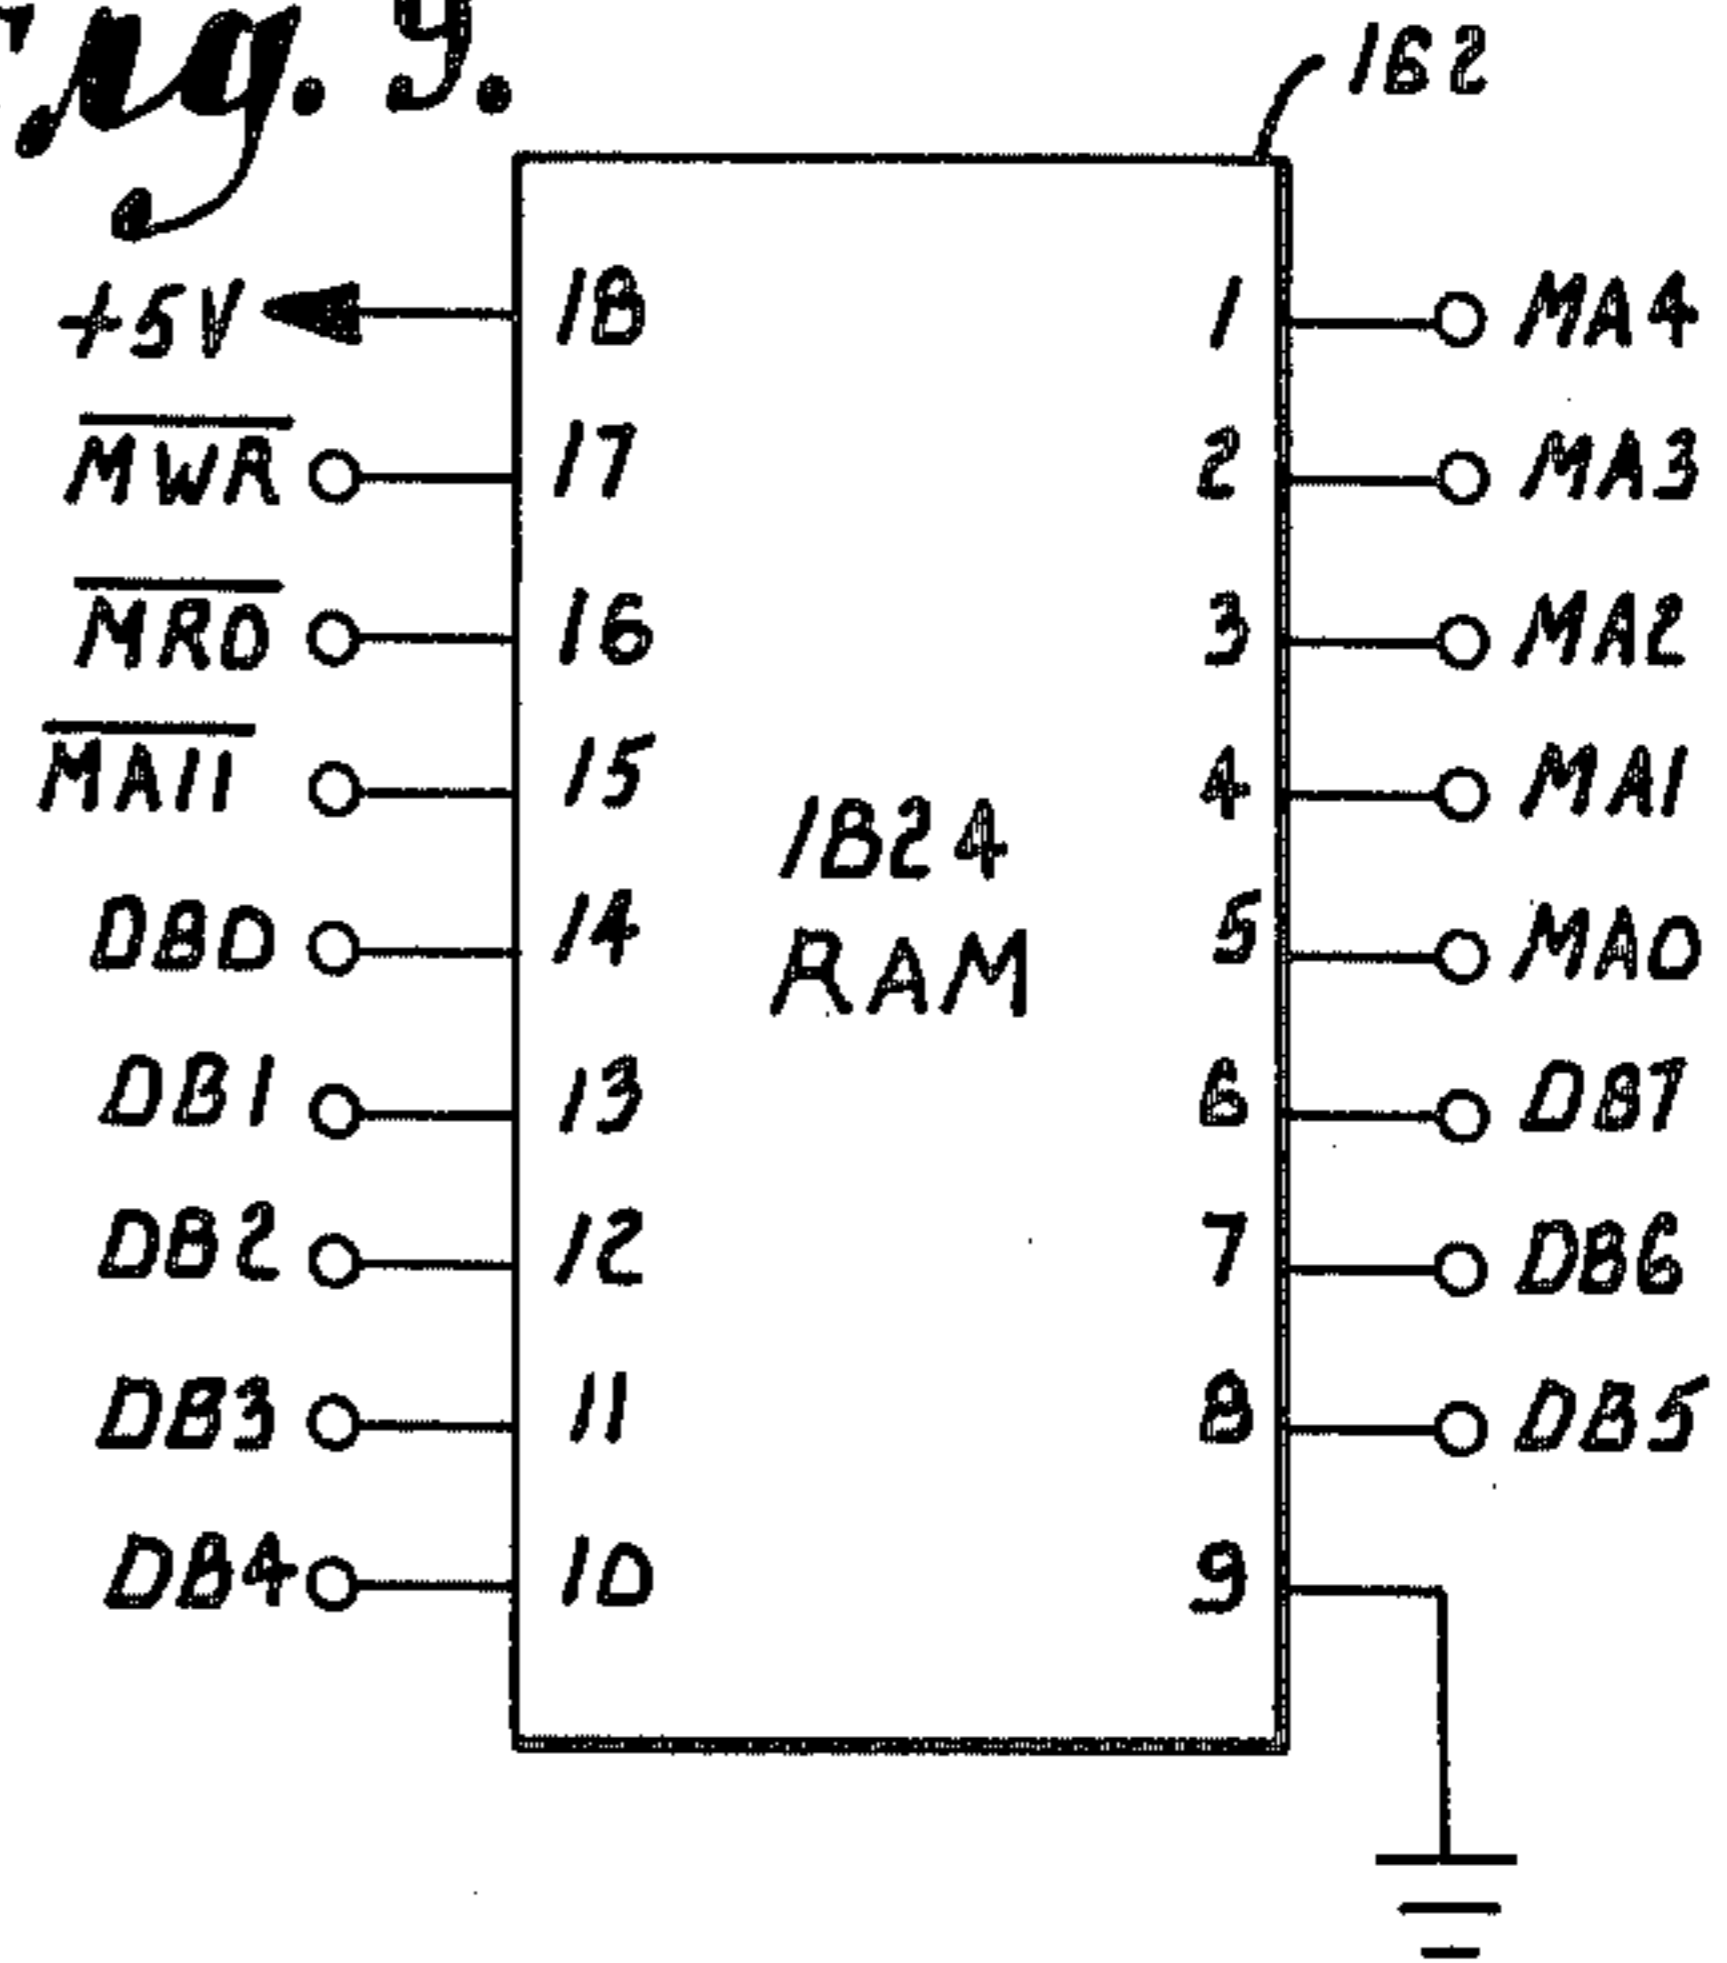 Fig. 9.
162
+5V 18 1 MA4
MWR 17 2 MA3
MRD 16 3 MA2
MA11 15 4 MA1
1824
RAM
DB0 14 5 MA0
DB1 13 6 DB7
DB2 12 7 DB6
DB3 11 8 DB5
DB4 10 9